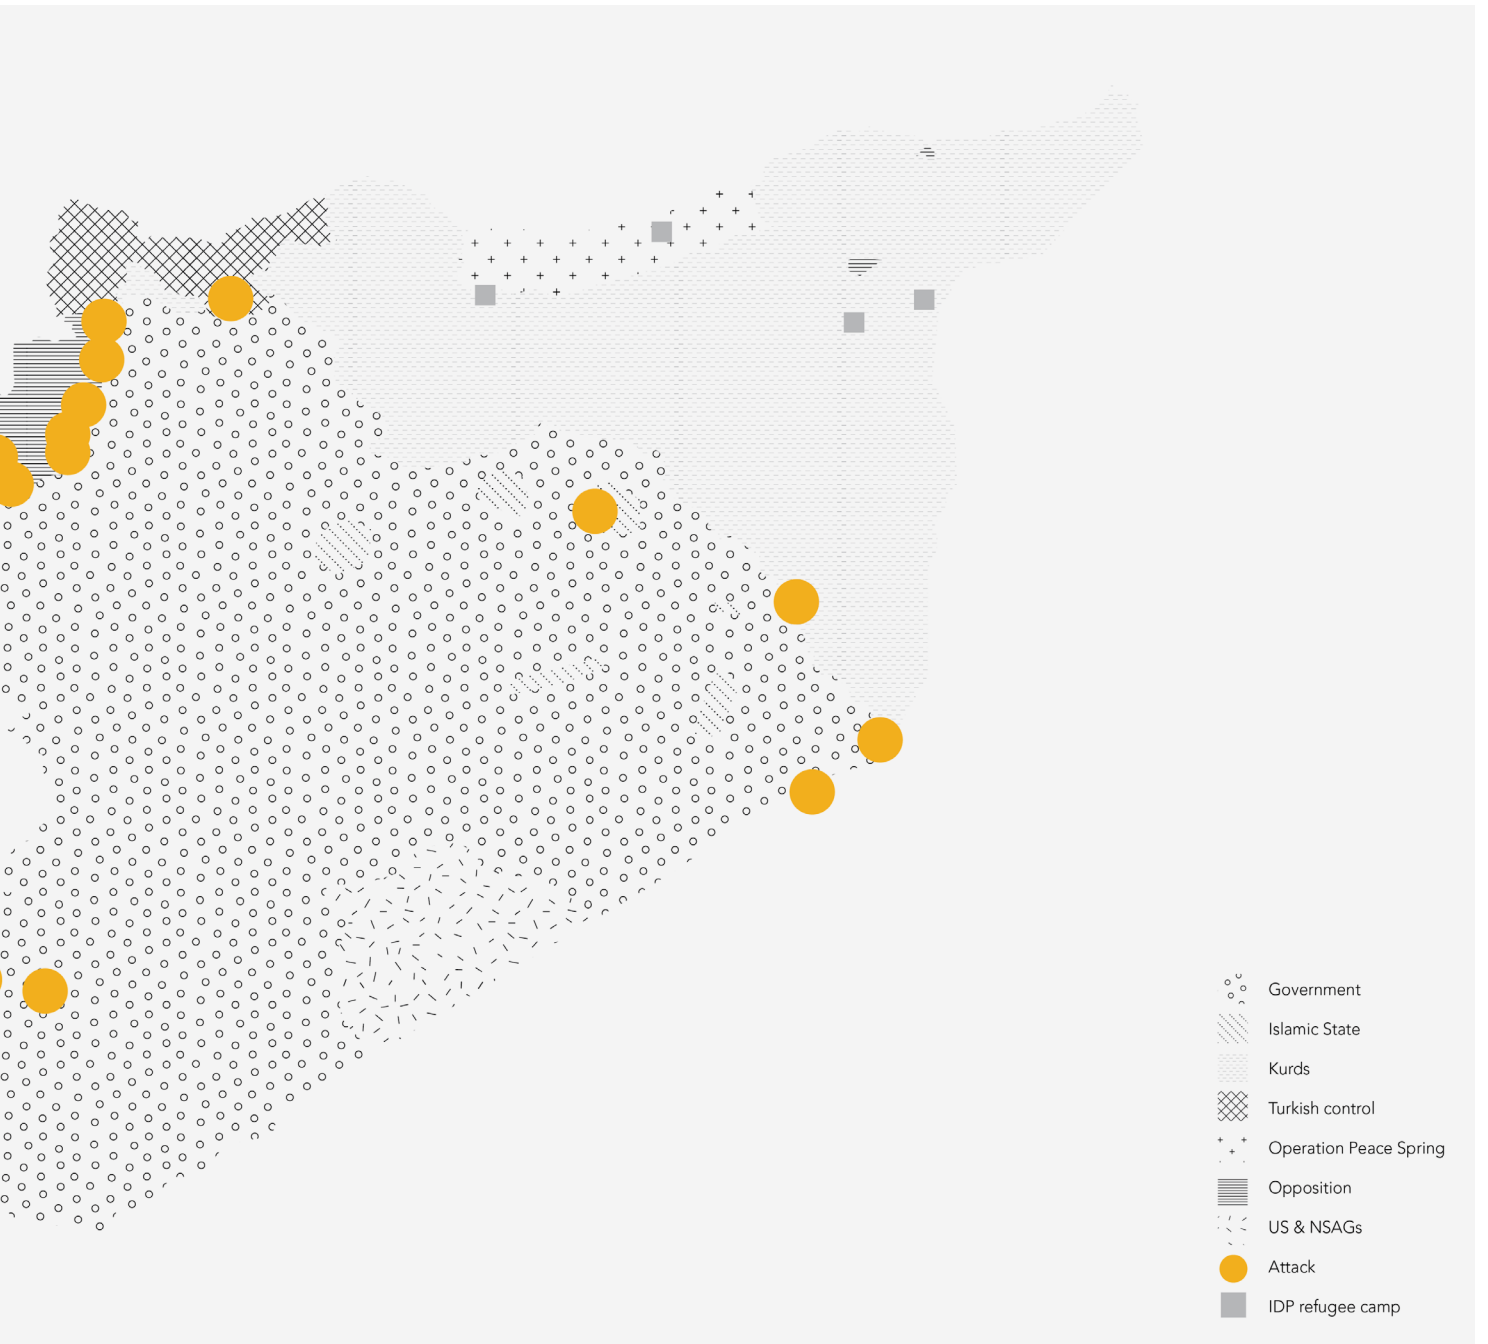 Government
Islamic State
Kurds
Turkish control
Operation Peace Spring
Opposition
US & NSAGs
Attack
IDP refugee camp